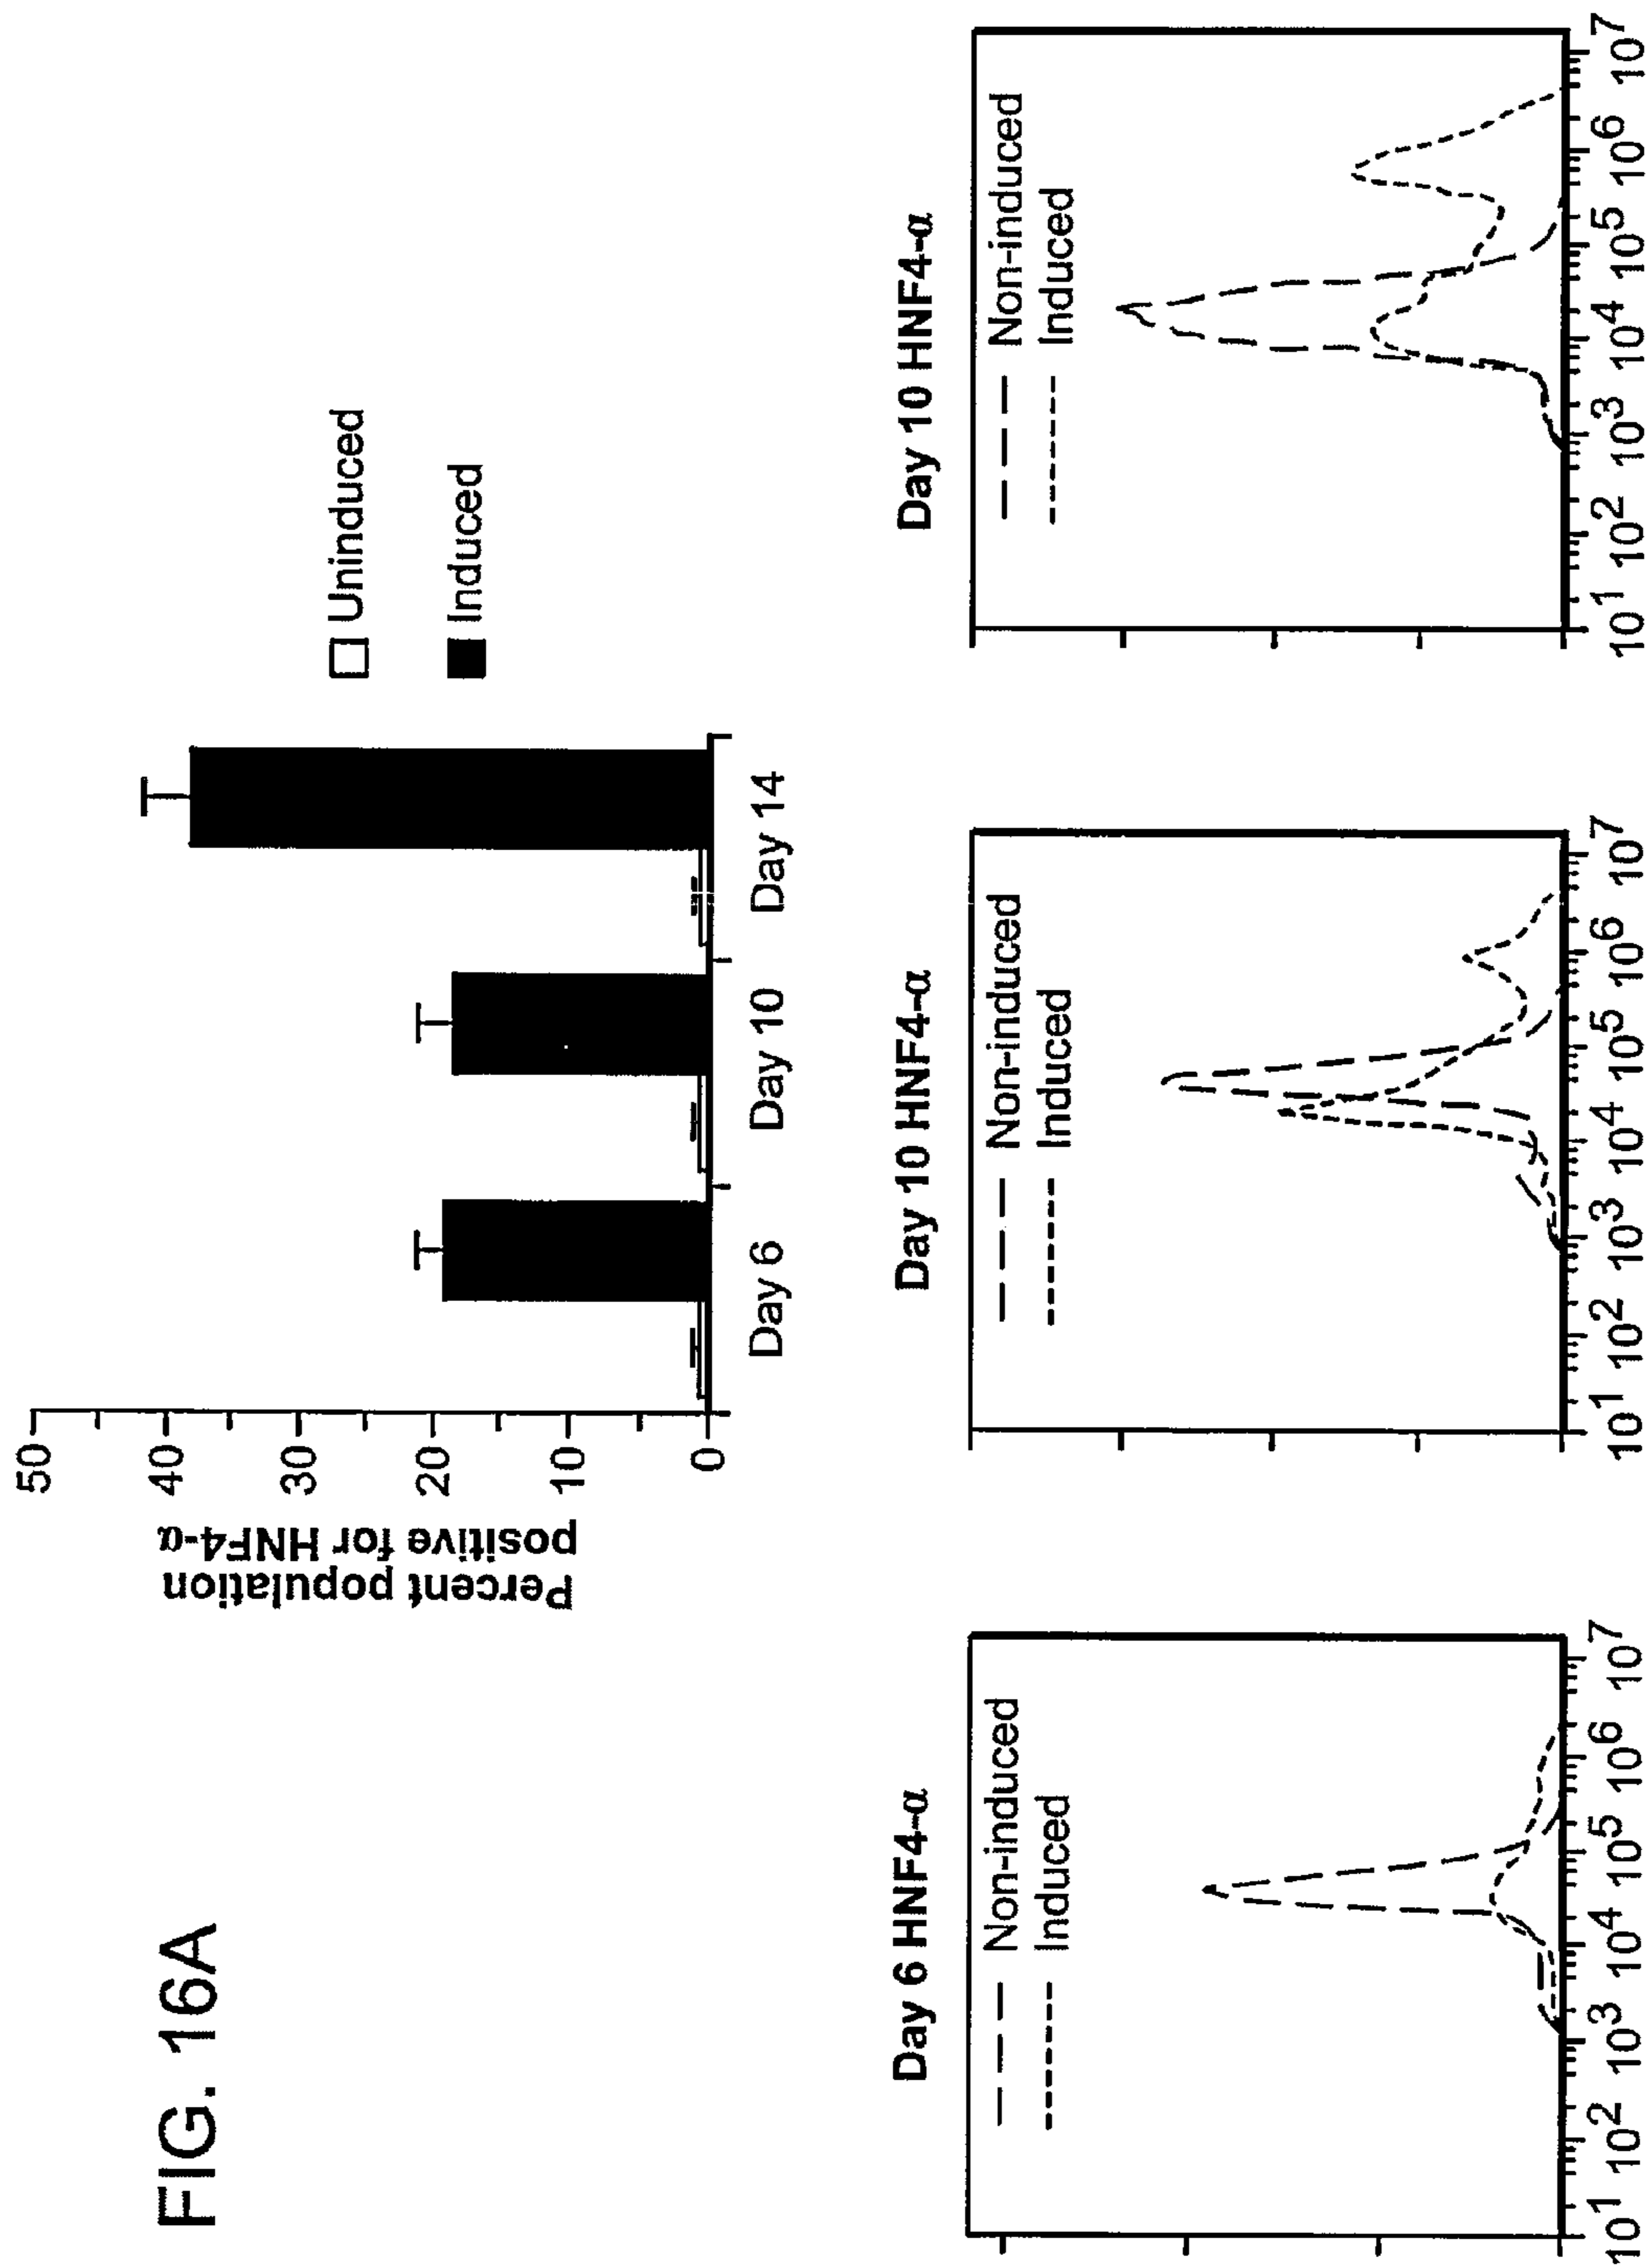 FIG. 16A
Percent population
positive for HNF4-α
50
40
30
20
10
0
Day 6
Day 10
Day 14
Uninduced
Induced
Day 6 HNF4-α
Non-induced
Induced
10¹ 10² 10³ 10⁴ 10⁵ 10⁶ 10⁷
Day 10 HNF4-α
Non-induced
Induced
10¹ 10² 10³ 10⁴ 10⁵ 10⁶ 10⁷
Day 10 HNF4-α
Non-induced
Induced
10¹ 10² 10³ 10⁴ 10⁵ 10⁶ 10⁷